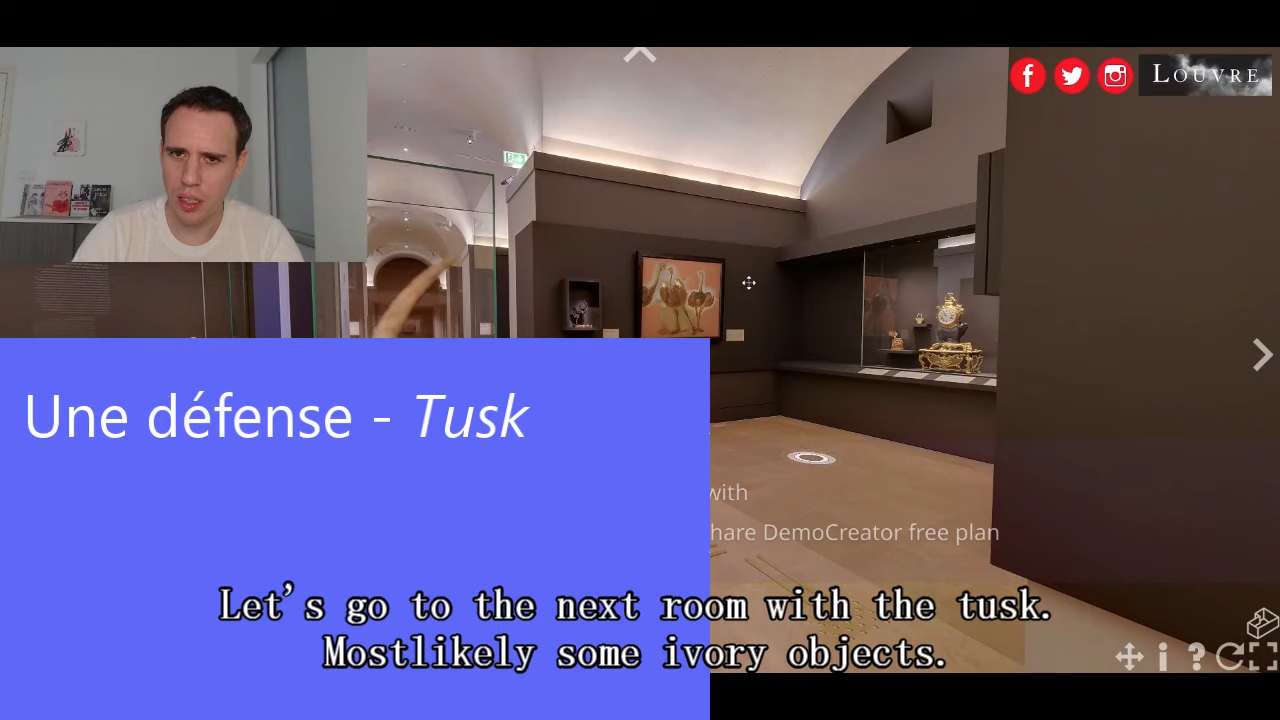 LOUVRE
Une défense - Tusk
with
hare DemoCreator free plan
Let's go to the next room with the tusk.
Mostlikely some ivory objects.